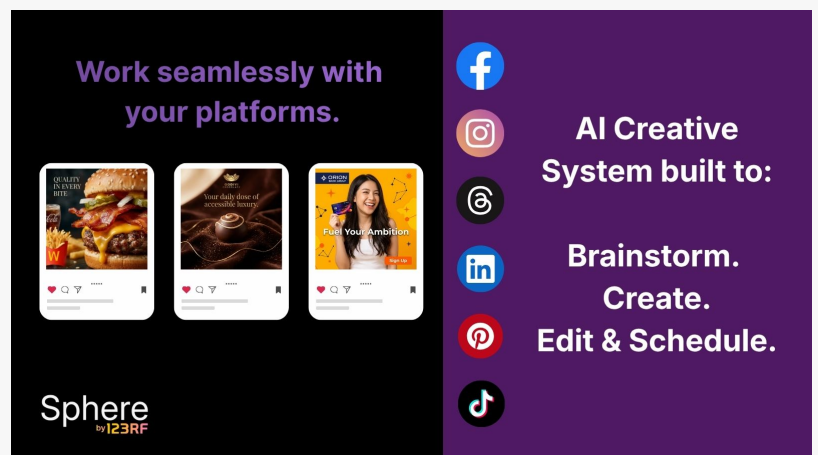 Work seamlessly with
your platforms.
QUALITY
IN EVERY
BITE
Your daily dose of
accessible luxury.
ORION
Fuel Your Ambition
Sign Up
Sphere
by 123RF
AI Creative
System built to:
Brainstorm.
Create.
Edit & Schedule.